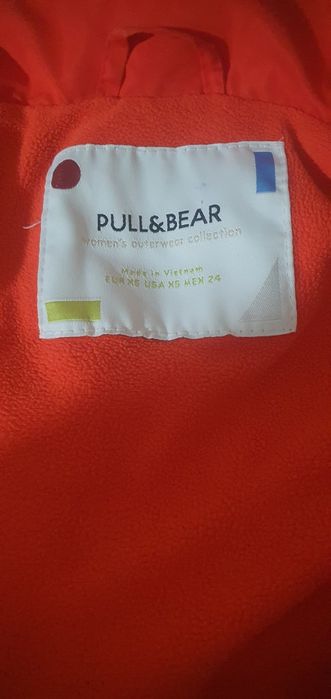 PULL&BEAR
women's outerwear collection
Made in Vietnam
EUR XS USA XS MEX 24